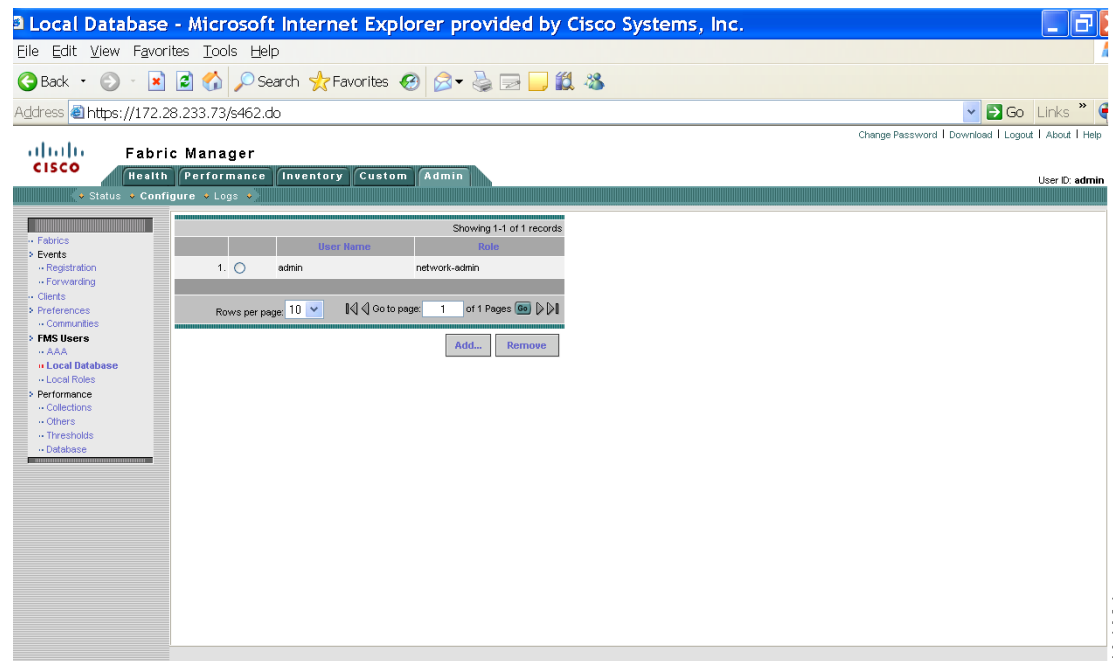 Local Database - Microsoft Internet Explorer provided by Cisco Systems, Inc.
File Edit View Favorites Tools Help
Back Search Favorites
Address https://172.28.233.73/s462.do Go Links »
Change Password | Download | Logout | About | Help
CISCO Fabric Manager
Health Performance Inventory Custom Admin
User ID: admin
Status Configure Logs
Fabrics
Events
Registration
Forwarding
Clients
Preferences
Communities
FMS Users
AAA
Local Database
Local Roles
Performance
Collections
Others
Thresholds
Database
Showing 1-1 of 1 records
User Name Role
1. admin network-admin
Rows per page: 10 Go to page: 1 of 1 Pages Go
Add... Remove